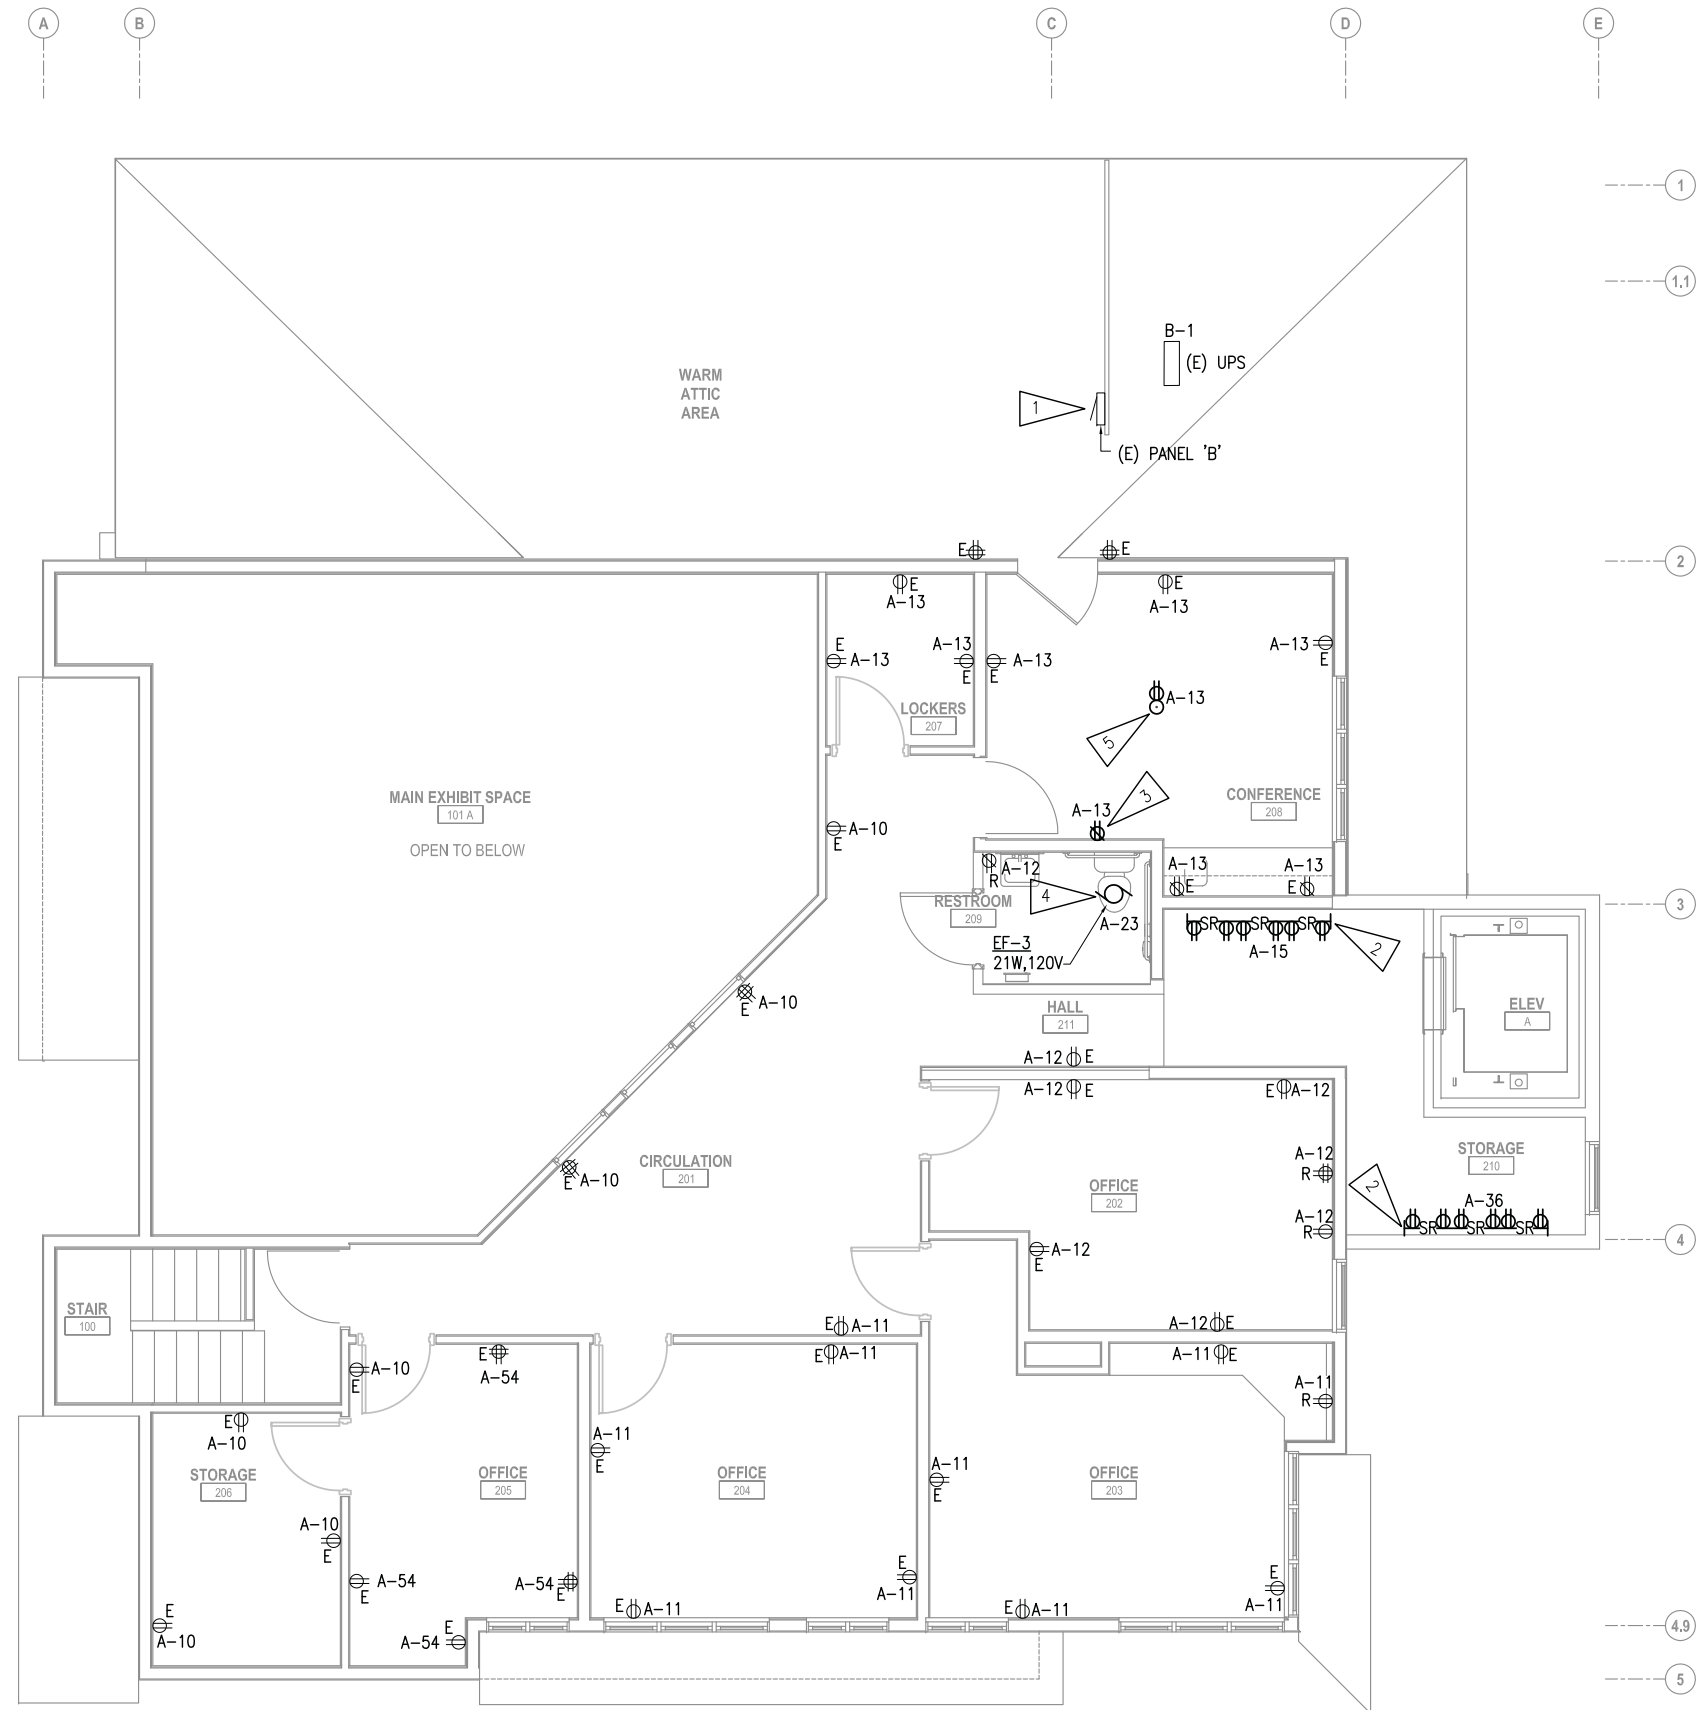 A
B
C
D
E
1
1.1
B-1
(E) UPS
WARM
ATTIC
AREA
1
(E) PANEL 'B'
E
E
2
E
A-13
E
A-13
E
A-13
A-13
E
A-13
E
A-13
E
A-13
E
A-13
5
LOCKERS
207
MAIN EXHIBIT SPACE
101 A
OPEN TO BELOW
CONFERENCE
208
3
A-13
A-10
E
A-12
R
A-13
E
A-13
E
4
RESTROOM
209
A-23
EF-3
21W,120V
3
SR
SR
SR
A-15
2
E
A-10
HALL
211
ELEV
A
A-12
E
A-12
E
E
A-12
STORAGE
210
CIRCULATION
201
E
A-10
OFFICE
202
A-12
R
2
A-36
SR
SR
SR
A-12
R
A-12
E
4
STAIR
100
E
A-11
A-12
E
A-10
E
E
A-54
E
A-11
A-11
E
A-11
R
E
A-10
A-11
E
STORAGE
206
OFFICE
205
OFFICE
204
A-11
E
OFFICE
203
A-10
E
A-54
E
A-54
E
E
A-11
E
A-11
E
A-10
E
A-54
E
A-11
E
A-11
4.9
5